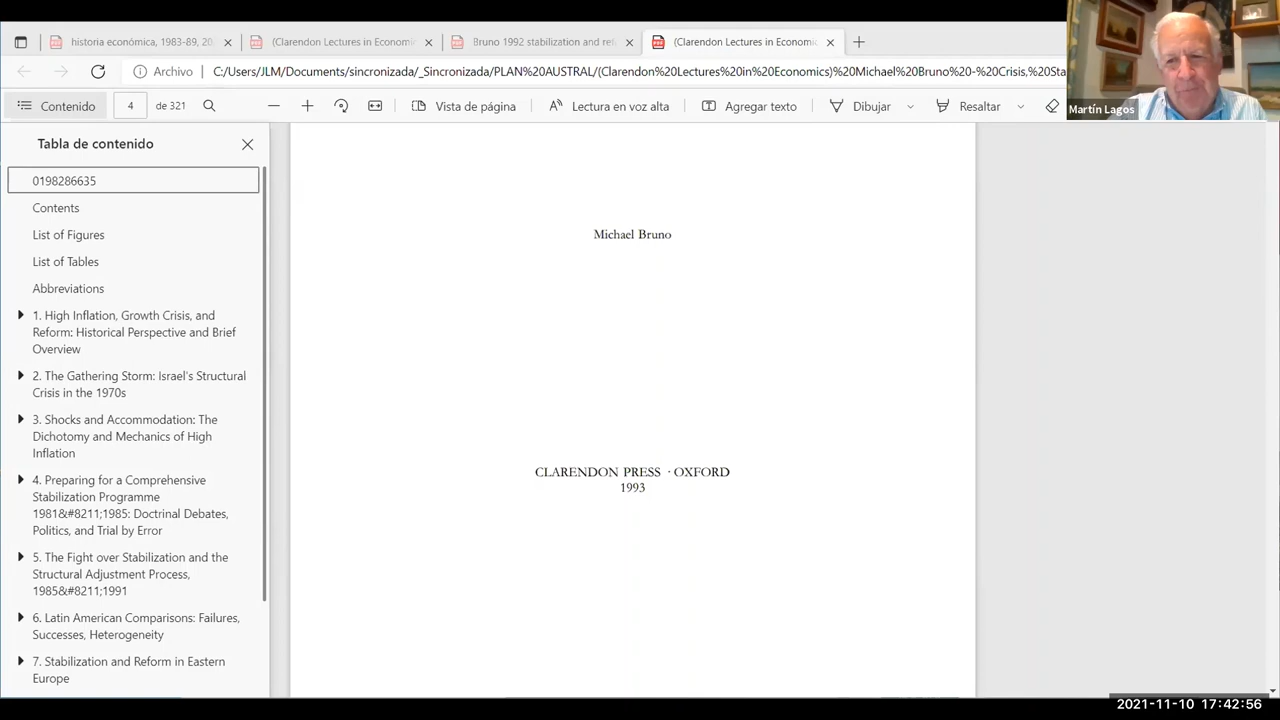 historia económica, 1983-89, 20
(Clarendon Lectures in Economic
Bruno 1992 stabilization and ref
(Clarendon Lectures in Economic
Archivo
C:/Users/JLM/Documents/sincronizada/_Sincronizada/PLAN%20AUSTRAL/(Clarendon%20Lectures%20in%20Economics)%20Michael%20Bruno%20-%20Crisis,%20Sta
Martín Lagos
Contenido
4
de 321
Vista de página
Lectura en voz alta
Agregar texto
Dibujar
Resaltar
Tabla de contenido
0198286635
Contents
List of Figures
List of Tables
Abbreviations
1. High Inflation, Growth Crisis, and
Reform: Historical Perspective and Brief
Overview
2. The Gathering Storm: Israel's Structural
Crisis in the 1970s
3. Shocks and Accommodation: The
Dichotomy and Mechanics of High
Inflation
4. Preparing for a Comprehensive
Stabilization Programme
1981&#8211;1985: Doctrinal Debates,
Politics, and Trial by Error
5. The Fight over Stabilization and the
Structural Adjustment Process,
1985&#8211;1991
6. Latin American Comparisons: Failures,
Successes, Heterogeneity
7. Stabilization and Reform in Eastern
Europe
Michael Bruno
CLARENDON PRESS · OXFORD
1993
2021-11-10 17:42:56